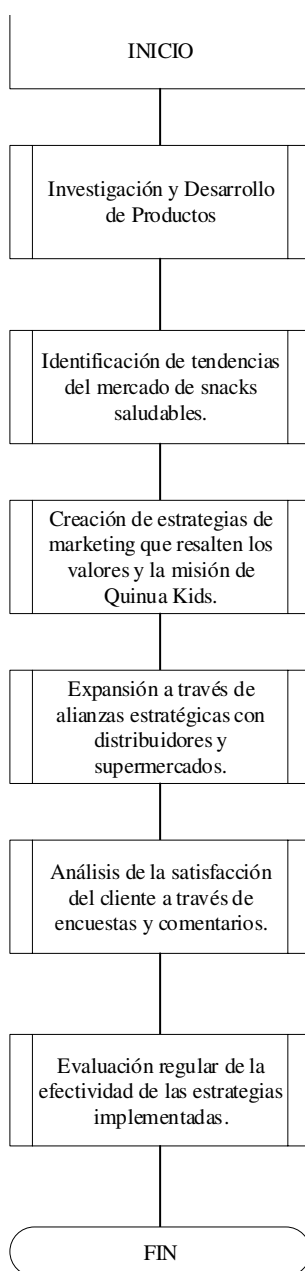 INICIO
Investigación y Desarrollo
de Productos
Identificación de tendencias
del mercado de snacks
saludables.
Creación de estrategias de
marketing que resalten los
valores y la misión de
Quinua Kids.
Expansión a través de
alianzas estratégicas con
distribuidores y
supermercados.
Análisis de la satisfacción
del cliente a través de
encuestas y comentarios.
Evaluación regular de la
efectividad de las estrategias
implementadas.
FIN